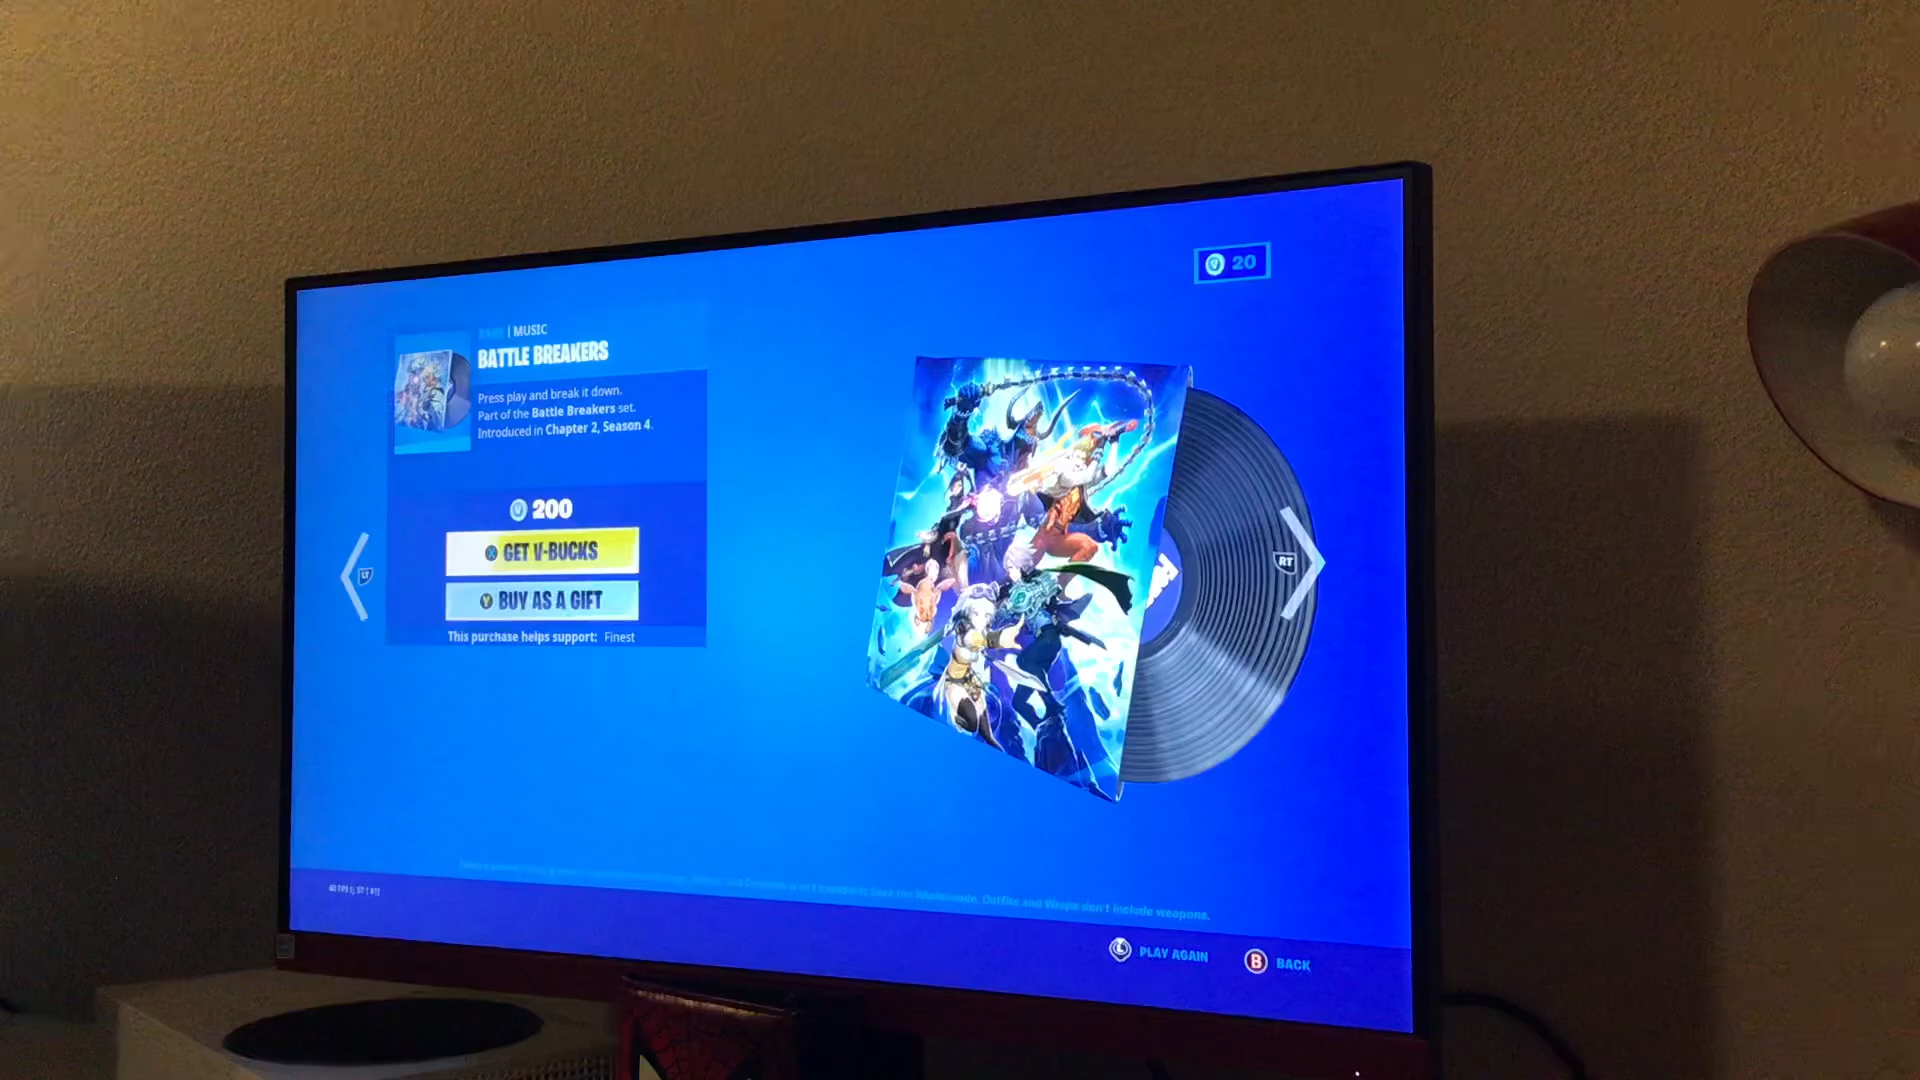 20
| MUSIC
BATTLE BREAKERS
Press play and break it down.
Part of the Battle Breakers set.
Introduced in Chapter 2, Season 4.
200
X GET V-BUCKS
Y BUY AS A GIFT
This purchase helps support: Finest
LT
RT
Outfits and Wraps don't include weapons.
L PLAY AGAIN
B BACK